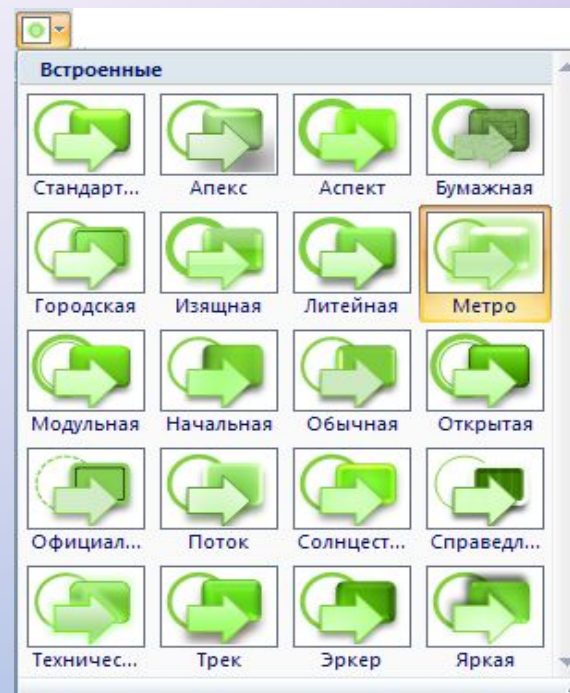 Встроенные
Стандарт... Апекс Аспект Бумажная
Городская Изящная Литейная Метро
Модульная Начальная Обычная Открытая
Официал... Поток Солнцест... Справедл...
Техничес... Трек Эркер Яркая